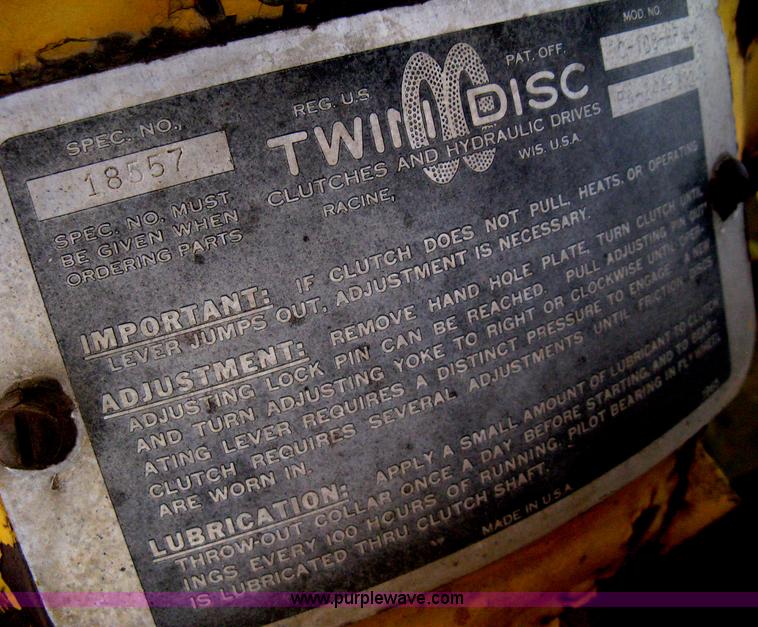 MOD. NO.
REG. U.S PAT. OFF.
SPEC. NO.
18557
TWIN DISC
CLUTCHES AND HYDRAULIC DRIVES
RACINE, WIS. U.S.A.
SPEC. NO. MUST
BE GIVEN WHEN
ORDERING PARTS
IMPORTANT: IF CLUTCH DOES NOT PULL, HEATS, OR OPERATING
LEVER JUMPS OUT, ADJUSTMENT IS NECESSARY.
ADJUSTMENT: REMOVE HAND HOLE PLATE, TURN CLUTCH UNTIL
ADJUSTING LOCK PIN CAN BE REACHED. PULL ADJUSTING PIN OUT
AND TURN ADJUSTING YOKE TO RIGHT OR CLOCKWISE UNTIL OPER-
ATING LEVER REQUIRES A DISTINCT PRESSURE TO ENGAGE. A NEW
CLUTCH REQUIRES SEVERAL ADJUSTMENTS UNTIL FRICTION DISCS
ARE WORN IN.
LUBRICATION: APPLY A SMALL AMOUNT OF LUBRICANT TO CLUTCH
THROW-OUT COLLAR ONCE A DAY BEFORE STARTING, AND TO BEAR-
INGS EVERY 100 HOURS OF RUNNING. PILOT BEARING IN FLYWHEEL
IS LUBRICATED THRU CLUTCH SHAFT.
MADE IN U.S.A
www.purplewave.com